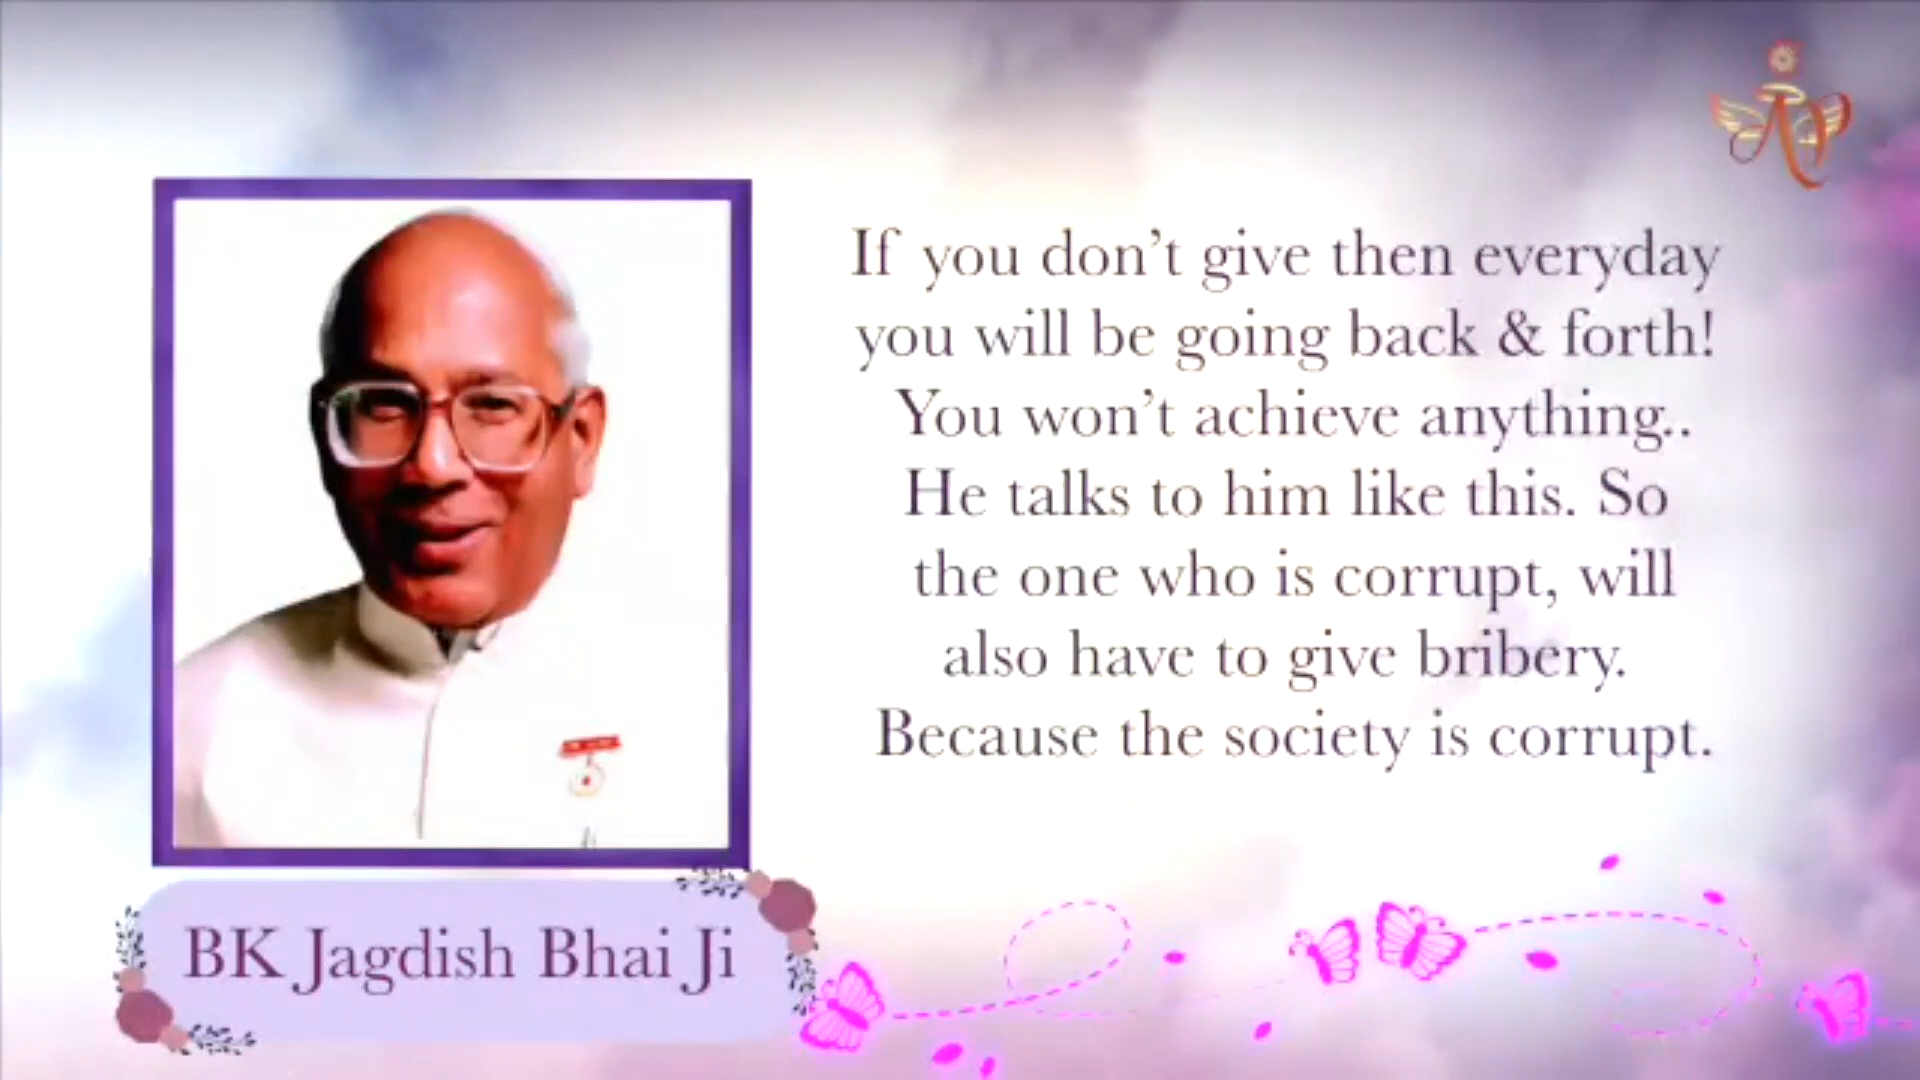 If you don't give then everyday
you will be going back & forth!
You won't achieve anything..
He talks to him like this. So
the one who is corrupt, will
also have to give bribery.
Because the society is corrupt.
BK Jagdish Bhai Ji